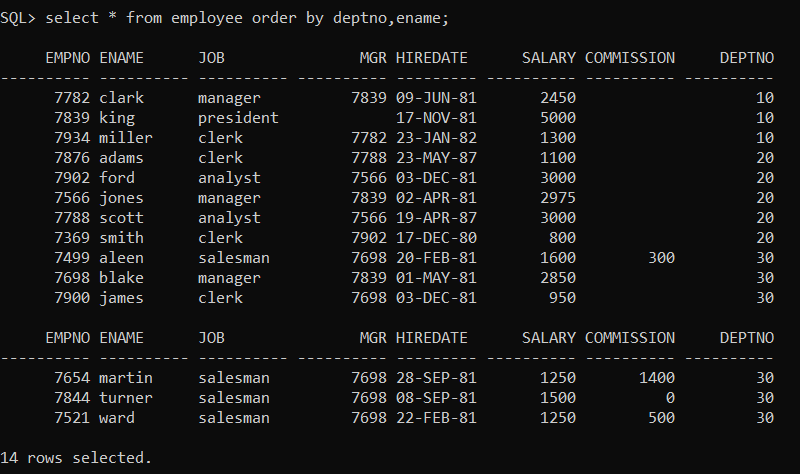 SQL> select * from employee order by deptno,ename;
EMPNO ENAME JOB MGR HIREDATE SALARY COMMISSION DEPTNO
---------- ---------- ---------- ---------- --------- ---------- ---------- ----------
7782 clark manager 7839 09-JUN-81 2450 10
7839 king president 17-NOV-81 5000 10
7934 miller clerk 7782 23-JAN-82 1300 10
7876 adams clerk 7788 23-MAY-87 1100 20
7902 ford analyst 7566 03-DEC-81 3000 20
7566 jones manager 7839 02-APR-81 2975 20
7788 scott analyst 7566 19-APR-87 3000 20
7369 smith clerk 7902 17-DEC-80 800 20
7499 aleen salesman 7698 20-FEB-81 1600 300 30
7698 blake manager 7839 01-MAY-81 2850 30
7900 james clerk 7698 03-DEC-81 950 30
EMPNO ENAME JOB MGR HIREDATE SALARY COMMISSION DEPTNO
---------- ---------- ---------- ---------- --------- ---------- ---------- ----------
7654 martin salesman 7698 28-SEP-81 1250 1400 30
7844 turner salesman 7698 08-SEP-81 1500 0 30
7521 ward salesman 7698 22-FEB-81 1250 500 30
14 rows selected.